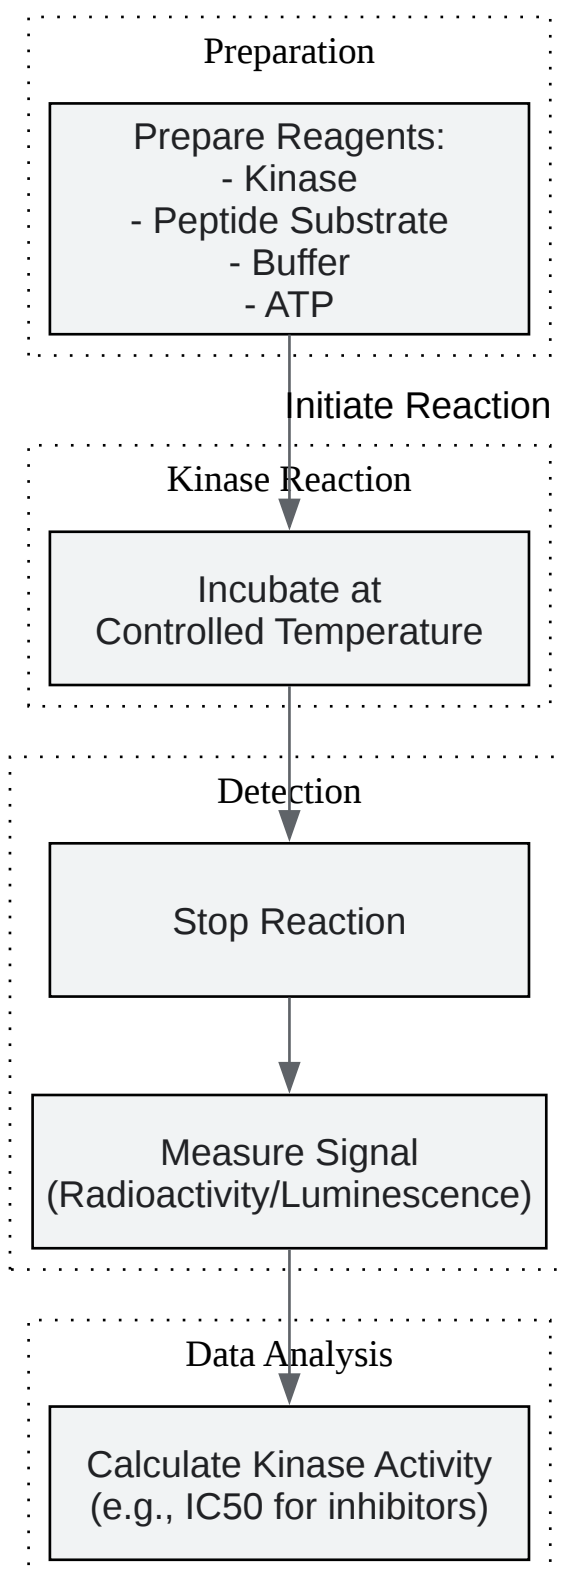 Preparation
Prepare Reagents:
- Kinase
- Peptide Substrate
- Buffer
- ATP
Initiate Reaction
Kinase Reaction
Incubate at
Controlled Temperature
Detection
Stop Reaction
Measure Signal
(Radioactivity/Luminescence)
Data Analysis
Calculate Kinase Activity
(e.g., IC50 for inhibitors)